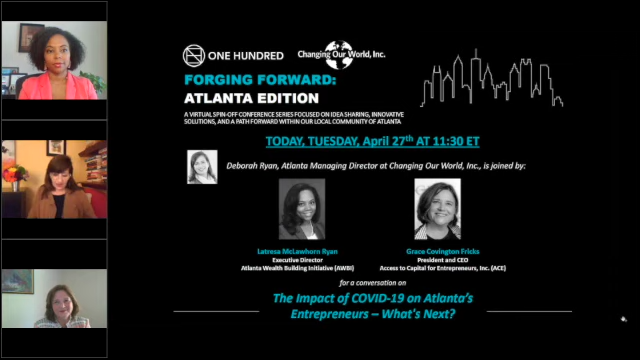 ONE HUNDRED
Changing Our World, Inc.
FORGING FORWARD:
ATLANTA EDITION
A VIRTUAL SPIN-OFF CONFERENCE SERIES FOCUSED ON IDEA SHARING, INNOVATIVE
SOLUTIONS, AND A PATH FORWARD WITHIN OUR LOCAL COMMUNITY OF ATLANTA
TODAY, TUESDAY, April 27th AT 11:30 ET
Deborah Ryan, Atlanta Managing Director at Changing Our World, Inc., is joined by:
Latresa McLawhorn Ryan
Executive Director
Atlanta Wealth Building Initiative (AWBI)
Grace Covington Fricks
President and CEO
Access to Capital for Entrepreneurs, Inc. (ACE)
for a conversation on
The Impact of COVID-19 on Atlanta's
Entrepreneurs – What's Next?